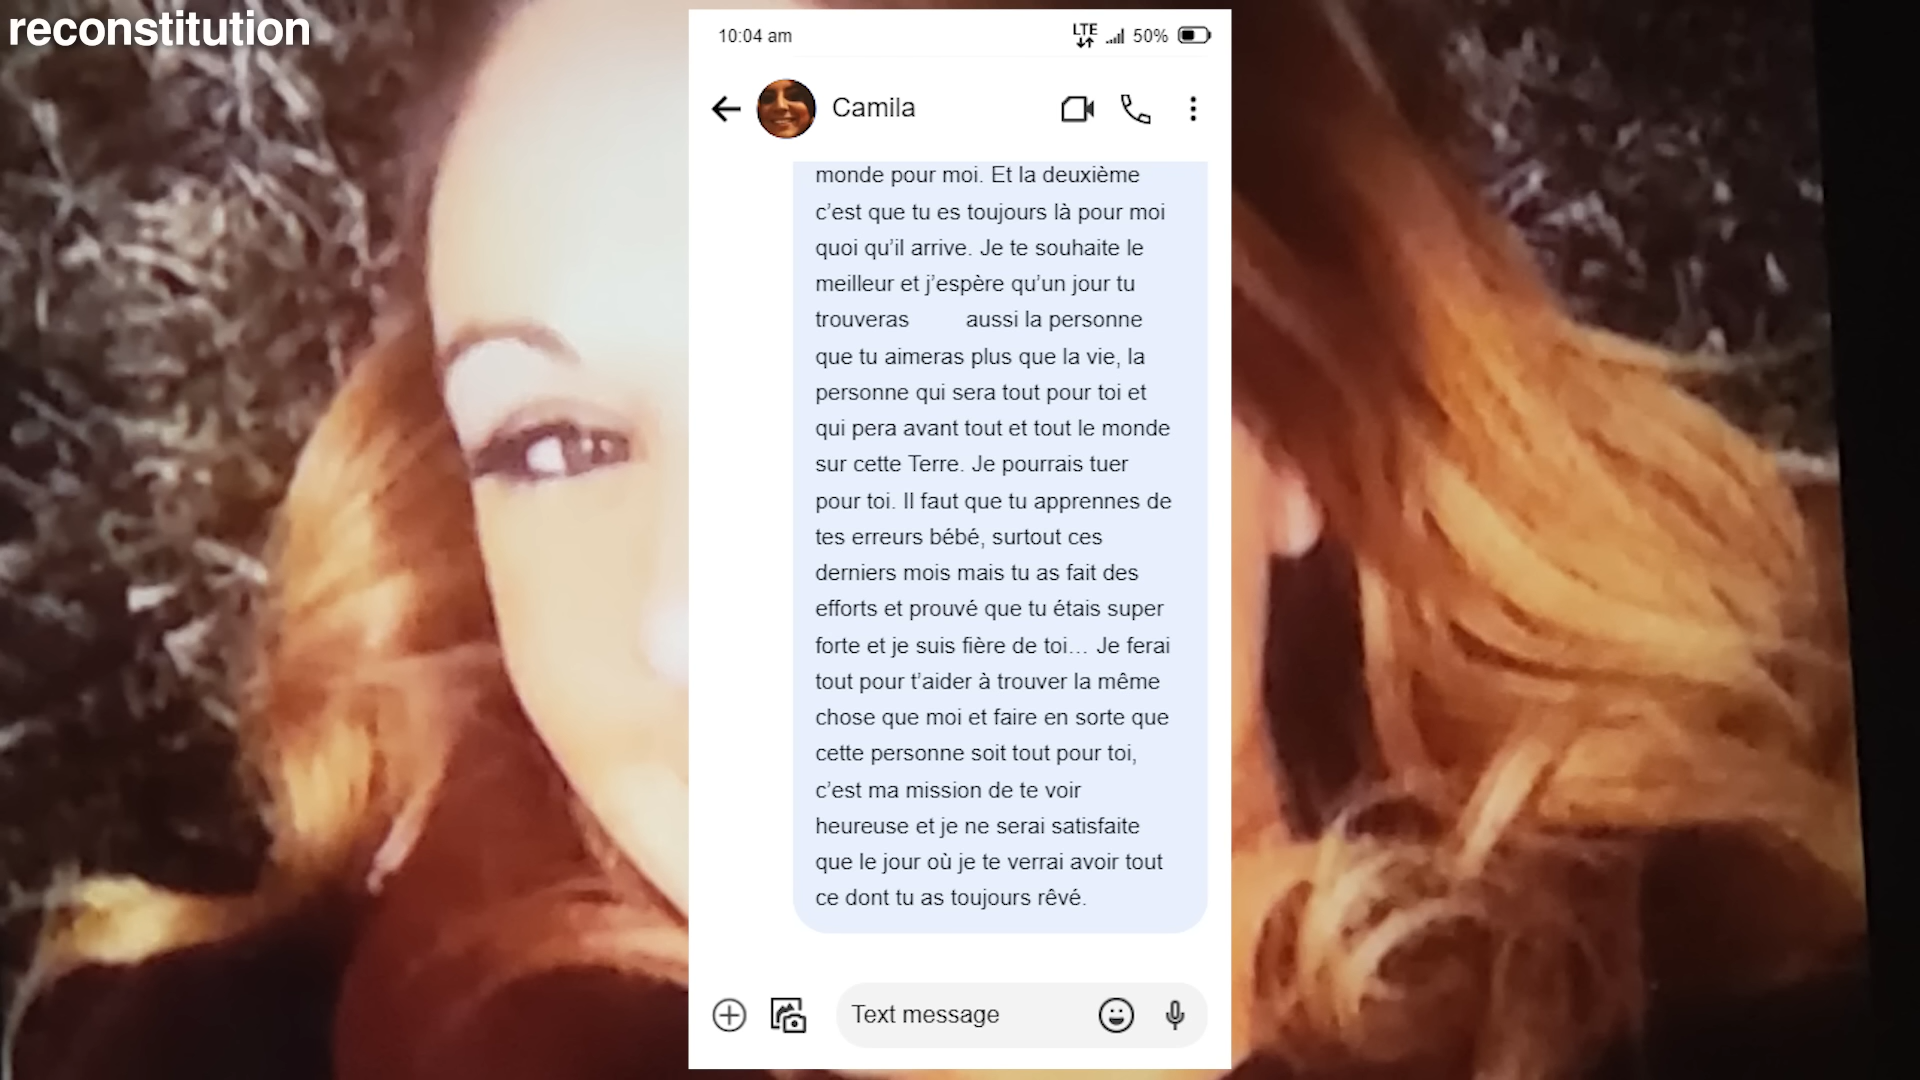 reconstitution
10:04 am
LTE
50%
Camila
monde pour moi. Et la deuxième
c’est que tu es toujours là pour moi
quoi qu’il arrive. Je te souhaite le
meilleur et j’espère qu’un jour tu
trouveras aussi la personne
que tu aimeras plus que la vie, la
personne qui sera tout pour toi et
qui pera avant tout et tout le monde
sur cette Terre. Je pourrais tuer
pour toi. Il faut que tu apprennes de
tes erreurs bébé, surtout ces
derniers mois mais tu as fait des
efforts et prouvé que tu étais super
forte et je suis fière de toi… Je ferai
tout pour t’aider à trouver la même
chose que moi et faire en sorte que
cette personne soit tout pour toi,
c’est ma mission de te voir
heureuse et je ne serai satisfaite
que le jour où je te verrai avoir tout
ce dont tu as toujours rêvé.
Text message